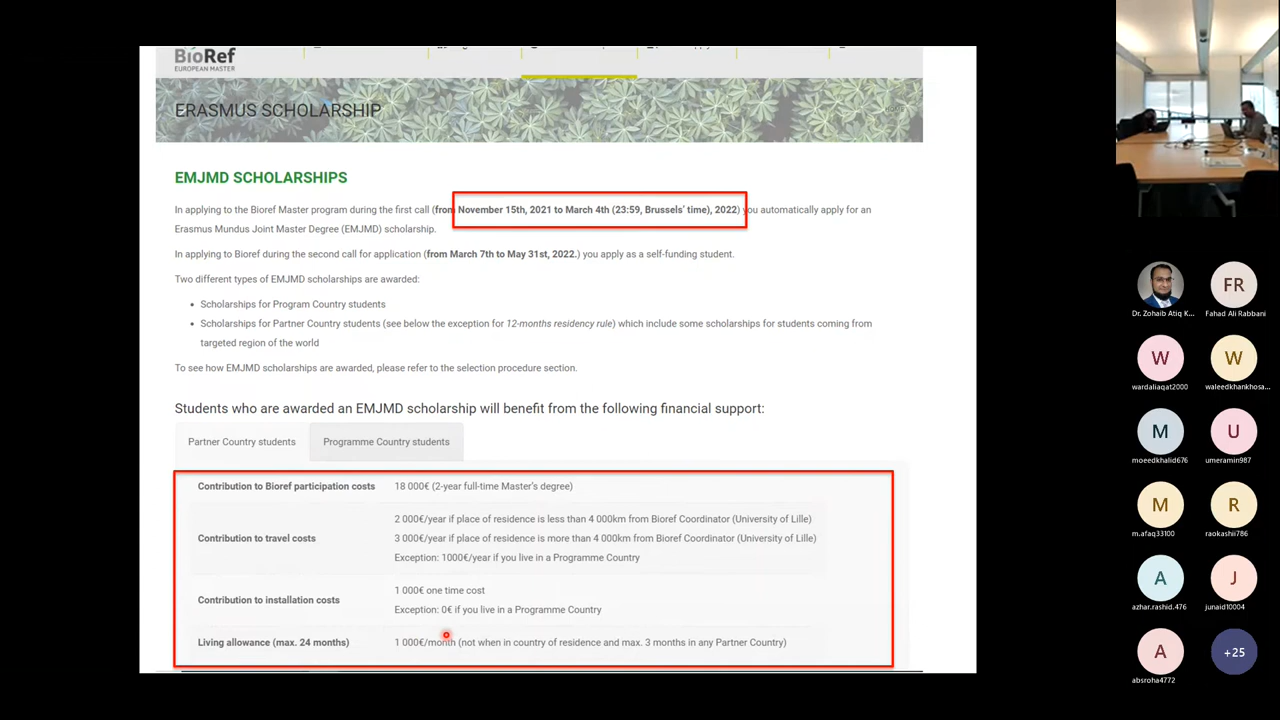 BioRef
EUROPEAN MASTER
ERASMUS SCHOLARSHIP
HOME
EMJMD SCHOLARSHIPS
In applying to the Bioref Master program during the first call (from November 15th, 2021 to March 4th (23:59, Brussels' time), 2022) you automatically apply for an
Erasmus Mundus Joint Master Degree (EMJMD) scholarship.
In applying to Bioref during the second call for application (from March 7th to May 31st, 2022.) you apply as a self-funding student.
Two different types of EMJMD scholarships are awarded:
• Scholarships for Program Country students
• Scholarships for Partner Country students (see below the exception for 12-months residency rule) which include some scholarships for students coming from
targeted region of the world
To see how EMJMD scholarships are awarded, please refer to the selection procedure section.
Students who are awarded an EMJMD scholarship will benefit from the following financial support:
Partner Country students Programme Country students
Contribution to Bioref participation costs 18 000€ (2-year full-time Master's degree)
2 000€/year if place of residence is less than 4 000km from Bioref Coordinator (University of Lille)
Contribution to travel costs 3 000€/year if place of residence is more than 4 000km from Bioref Coordinator (University of Lille)
Exception: 1000€/year if you live in a Programme Country
1 000€ one time cost
Contribution to installation costs
Exception: 0€ if you live in a Programme Country
Living allowance (max. 24 months) 1 000€/month (not when in country of residence and max. 3 months in any Partner Country)
Dr. Zohaib Atiq K...
FR
Fahad Ali Rabbani
W
wardaliaqat2000
W
waleedkhankhosa...
M
moeedkhalid676
U
umeramin987
M
m.afaq33100
R
raokashii786
A
azhar.rashid.476
J
junaid10004
A
absroha4772
+25